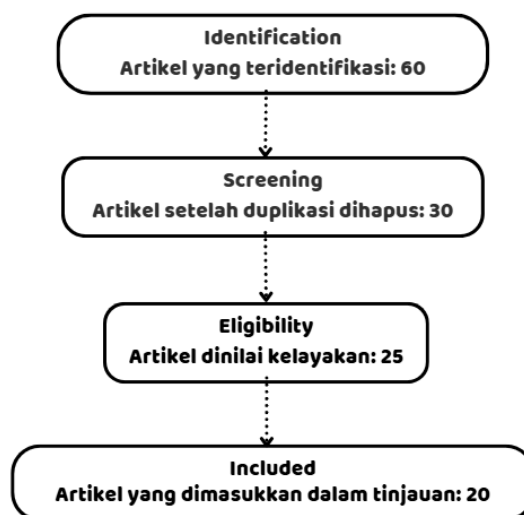 Identification
Artikel yang teridentifikasi: 60
Screening
Artikel setelah duplikasi dihapus: 30
Eligibility
Artikel dinilai kelayakan: 25
Included
Artikel yang dimasukkan dalam tinjauan: 20